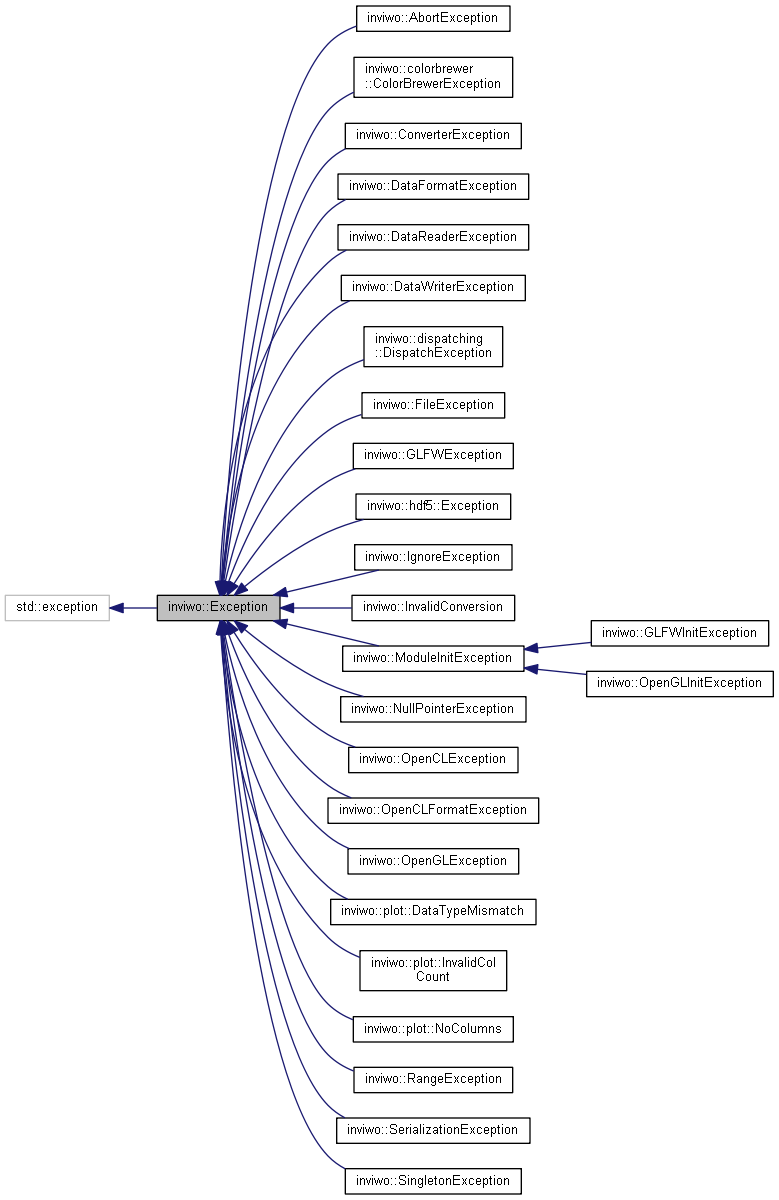 inviwo::AbortException
inviwo::colorbrewer
::ColorBrewerException
inviwo::ConverterException
inviwo::DataFormatException
inviwo::DataReaderException
inviwo::DataWriterException
inviwo::dispatching
::DispatchException
inviwo::FileException
inviwo::GLFWException
inviwo::hdf5::Exception
inviwo::IgnoreException
std::exception
inviwo::Exception
inviwo::InvalidConversion
inviwo::GLFWInitException
inviwo::ModuleInitException
inviwo::OpenGLInitException
inviwo::NullPointerException
inviwo::OpenCLException
inviwo::OpenCLFormatException
inviwo::OpenGLException
inviwo::plot::DataTypeMismatch
inviwo::plot::InvalidCol
Count
inviwo::plot::NoColumns
inviwo::RangeException
inviwo::SerializationException
inviwo::SingletonException